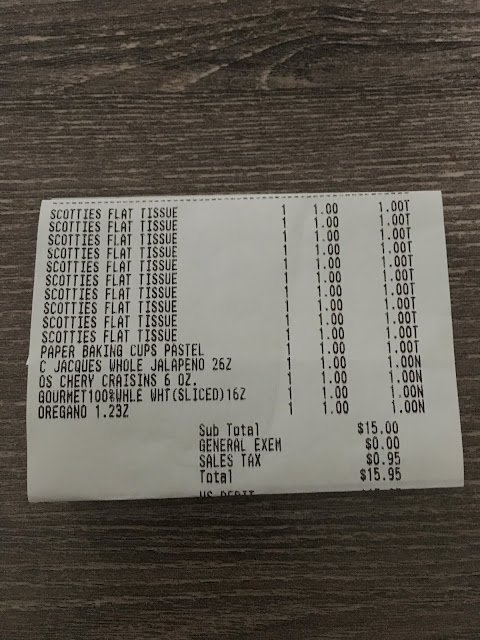 SCOTTIES FLAT TISSUE 1 1.00 1.00T
SCOTTIES FLAT TISSUE 1 1.00 1.00T
SCOTTIES FLAT TISSUE 1 1.00 1.00T
SCOTTIES FLAT TISSUE 1 1.00 1.00T
SCOTTIES FLAT TISSUE 1 1.00 1.00T
SCOTTIES FLAT TISSUE 1 1.00 1.00T
SCOTTIES FLAT TISSUE 1 1.00 1.00T
SCOTTIES FLAT TISSUE 1 1.00 1.00T
SCOTTIES FLAT TISSUE 1 1.00 1.00T
SCOTTIES FLAT TISSUE 1 1.00 1.00T
PAPER BAKING CUPS PASTEL 1 1.00 1.00T
C JACQUES WHOLE JALAPENO 26Z 1 1.00 1.00N
OS CHERY CRAISINS 6 OZ. 1 1.00 1.00N
GOURMET100%WHLE WHT(SLICED)16Z 1 1.00 1.00N
OREGANO 1.23Z 1 1.00 1.00N
Sub Total $15.00
GENERAL EXEM $0.00
SALES TAX $0.95
Total $15.95
US DEBIT